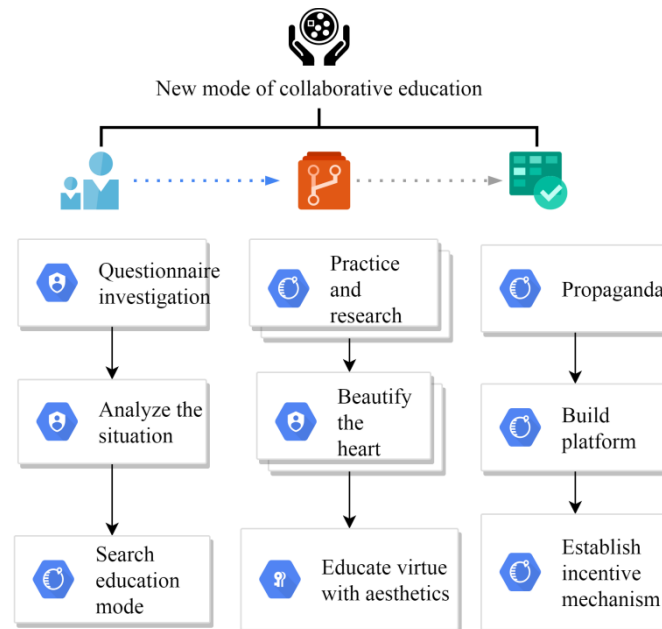 New mode of collaborative education
Questionnaire
investigation
Analyze the
situation
Search
education
mode
Practice
and
research
Beautify
the
heart
Educate virtue
with aesthetics
Propaganda
Build
platform
Establish
incentive
mechanism